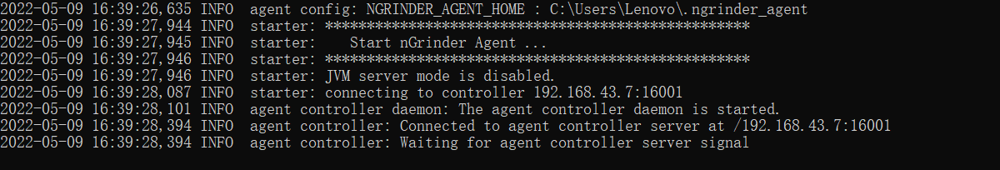 2022-05-09 16:39:26,635 INFO  agent config: NGRINDER_AGENT_HOME : C:\Users\Lenovo\.ngrinder_agent
2022-05-09 16:39:27,944 INFO  starter: ***************************************************
2022-05-09 16:39:27,945 INFO  starter:    Start nGrinder Agent ...
2022-05-09 16:39:27,946 INFO  starter: ***************************************************
2022-05-09 16:39:27,946 INFO  starter: JVM server mode is disabled.
2022-05-09 16:39:28,087 INFO  starter: connecting to controller 192.168.43.7:16001
2022-05-09 16:39:28,101 INFO  agent controller daemon: The agent controller daemon is started.
2022-05-09 16:39:28,394 INFO  agent controller: Connected to agent controller server at /192.168.43.7:16001
2022-05-09 16:39:28,394 INFO  agent controller: Waiting for agent controller server signal